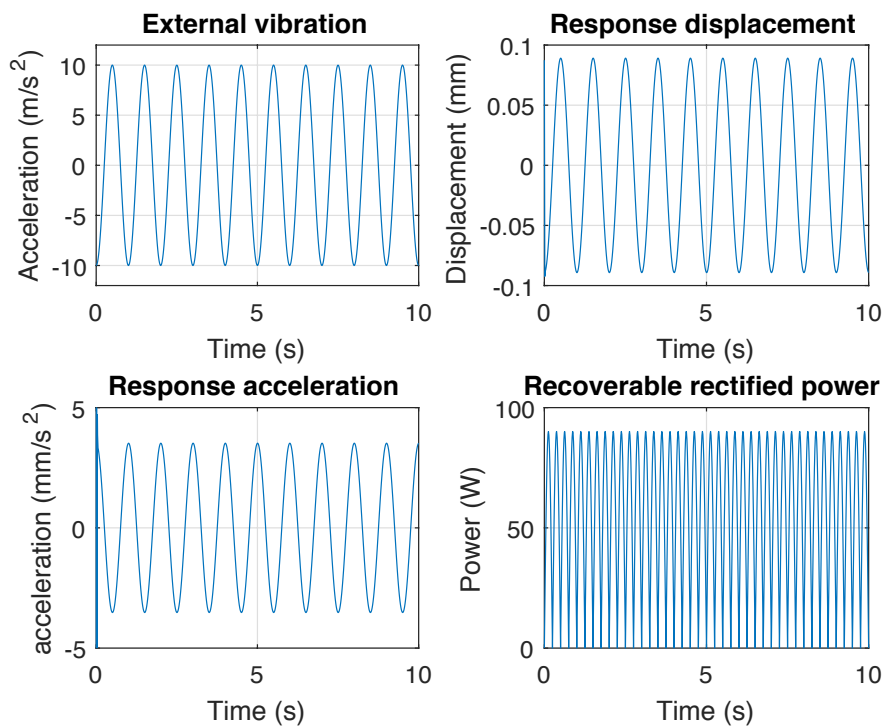 External vibration
Acceleration (m/s²)
10
5
0
-5
-10
0
5
10
Time (s)
Response displacement
Displacement (mm)
0.1
0.05
0
-0.05
-0.1
0
5
10
Time (s)
Response acceleration
acceleration (mm/s²)
5
0
-5
0
5
10
Time (s)
Recoverable rectified power
Power (W)
100
50
0
0
5
10
Time (s)